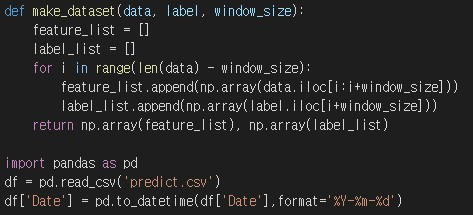 def make_dataset(data, label, window_size):
    feature_list = []
    label_list = []
    for i in range(len(data) - window_size):
        feature_list.append(np.array(data.iloc[i:i+window_size]))
        label_list.append(np.array(label.iloc[i+window_size]))
    return np.array(feature_list), np.array(label_list)

import pandas as pd
df = pd.read_csv('predict.csv')
df['Date'] = pd.to_datetime(df['Date'],format='%Y-%m-%d')